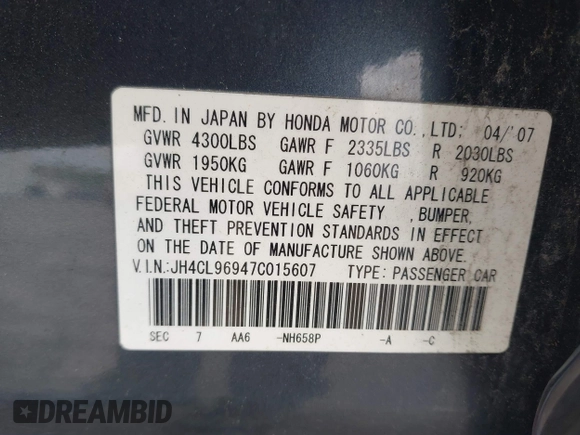 MFD. IN JAPAN BY HONDA MOTOR CO., LTD: 04/'07
GVWR 4300LBS GAWR F 2335LBS R 2030LBS
GVWR 1950KG GAWR F 1060KG R 920KG
THIS VEHICLE CONFORMS TO ALL APPLICABLE
FEDERAL MOTOR VEHICLE SAFETY , BUMPER,
AND THEFT PREVENTION STANDARDS IN EFFECT
ON THE DATE OF MANUFACTURE SHOWN ABOVE.
V.I.N.:JH4CL96947C015607 TYPE: PASSENGER CAR
SEC 7 AA6 -NH658P -A -C
DREAMBID